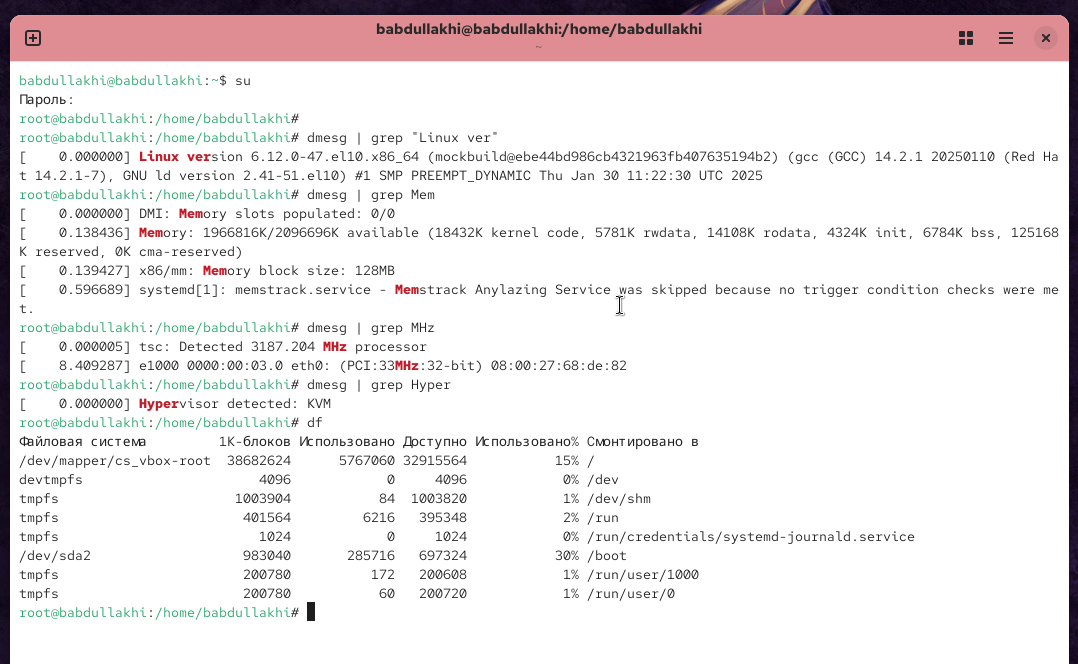 babdullakhi@babdullakhi:/home/babdullakhi
~
babdullakhi@babdullakhi:~$ su
Пароль:
root@babdullakhi:/home/babdullakhi#
root@babdullakhi:/home/babdullakhi# dmesg | grep "Linux ver"
[    0.000000] Linux version 6.12.0-47.el10.x86_64 (mockbuild@ebe44bd986cb4321963fb407635194b2) (gcc (GCC) 14.2.1 20250110 (Red Ha
t 14.2.1-7), GNU ld version 2.41-51.el10) #1 SMP PREEMPT_DYNAMIC Thu Jan 30 11:22:30 UTC 2025
root@babdullakhi:/home/babdullakhi# dmesg | grep Mem
[    0.000000] DMI: Memory slots populated: 0/0
[    0.138436] Memory: 1966816K/2096696K available (18432K kernel code, 5781K rwdata, 14108K rodata, 4324K init, 6784K bss, 125168
K reserved, 0K cma-reserved)
[    0.139427] x86/mm: Memory block size: 128MB
[    0.596689] systemd[1]: memstrack.service - Memstrack Anylazing Service was skipped because no trigger condition checks were me
t.
root@babdullakhi:/home/babdullakhi# dmesg | grep MHz
[    0.000005] tsc: Detected 3187.204 MHz processor
[    8.409287] e1000 0000:00:03.0 eth0: (PCI:33MHz:32-bit) 08:00:27:68:de:82
root@babdullakhi:/home/babdullakhi# dmesg | grep Hyper
[    0.000000] Hypervisor detected: KVM
root@babdullakhi:/home/babdullakhi# df
Файловая система         1K-блоков Использовано Доступно Использовано% Смонтировано в
/dev/mapper/cs_vbox-root  38682624      5767060 32915564           15% /
devtmpfs                      4096            0     4096            0% /dev
tmpfs                      1003904           84  1003820            1% /dev/shm
tmpfs                       401564         6216   395348            2% /run
tmpfs                         1024            0     1024            0% /run/credentials/systemd-journald.service
/dev/sda2                   983040       285716   697324           30% /boot
tmpfs                       200780          172   200608            1% /run/user/1000
tmpfs                       200780           60   200720            1% /run/user/0
root@babdullakhi:/home/babdullakhi#